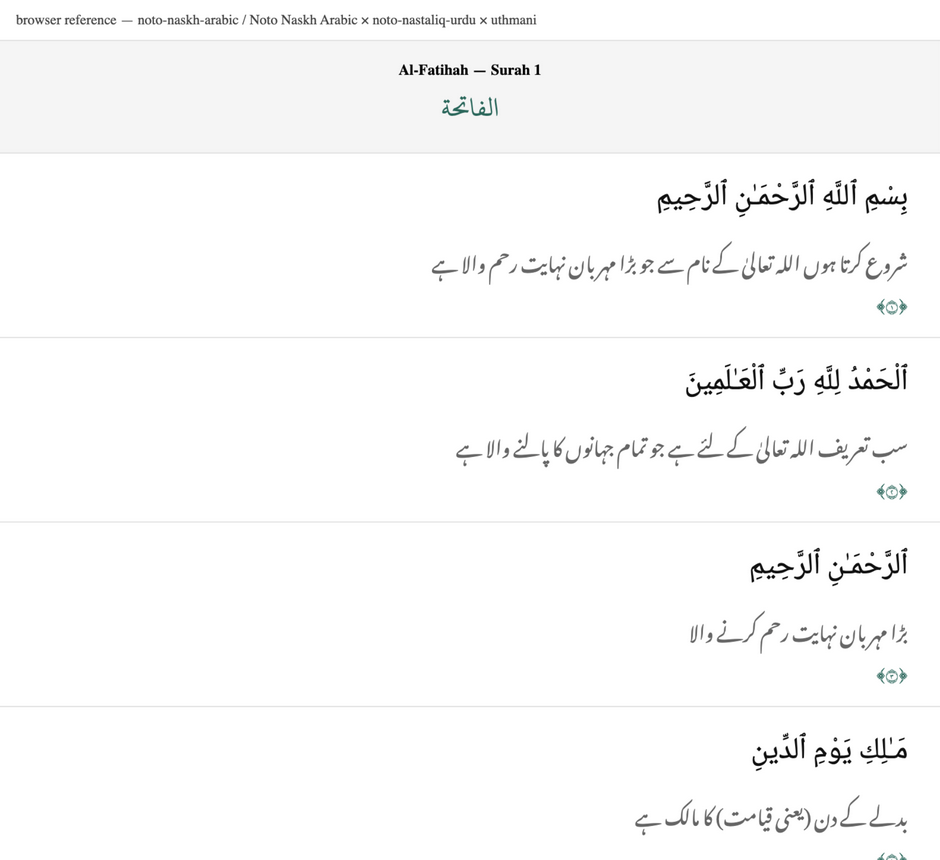 browser reference — noto-naskh-arabic / Noto Naskh Arabic × noto-nastaliq-urdu × uthmani
Al-Fatihah — Surah 1
الفاتحة
بِسْمِ ٱللَّهِ ٱلرَّحْمَـٰنِ ٱلرَّحِيمِ
شروع کرتا ہوں اللہ تعالیٰ کے نام سے جو بڑا مہربان نہایت رحم والا ہے
﴿١﴾
ٱلْحَمْدُ لِلَّهِ رَبِّ ٱلْعَـٰلَمِينَ
سب تعریف اللہ تعالیٰ کے لئے ہے جو تمام جہانوں کا پالنے والا ہے
﴿٢﴾
ٱلرَّحْمَـٰنِ ٱلرَّحِيمِ
بڑا مہربان نہایت رحم کرنے والا
﴿٣﴾
مَـٰلِكِ يَوْمِ ٱلدِّينِ
بدلے کے دن (یعنی قیامت) کا مالک ہے